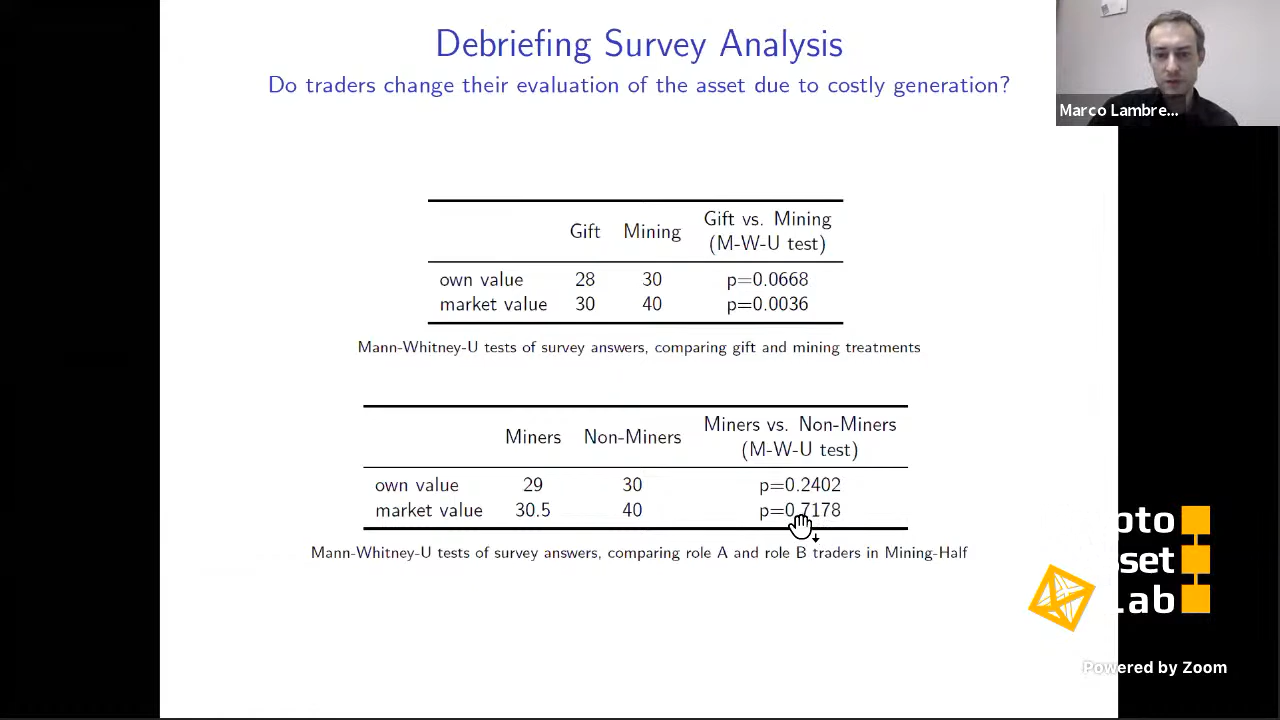 Debriefing Survey Analysis
Do traders change their evaluation of the asset due to costly generation?
Marco Lambre...
Gift Mining Gift vs. Mining
(M-W-U test)
own value 28 30 p=0.0668
market value 30 40 p=0.0036
Mann-Whitney-U tests of survey answers, comparing gift and mining treatments
Miners Non-Miners Miners vs. Non-Miners
(M-W-U test)
own value 29 30 p=0.2402
market value 30.5 40 p=0.7178
Mann-Whitney-U tests of survey answers, comparing role A and role B traders in Mining-Half
pto
sset
Lab
Powered by Zoom